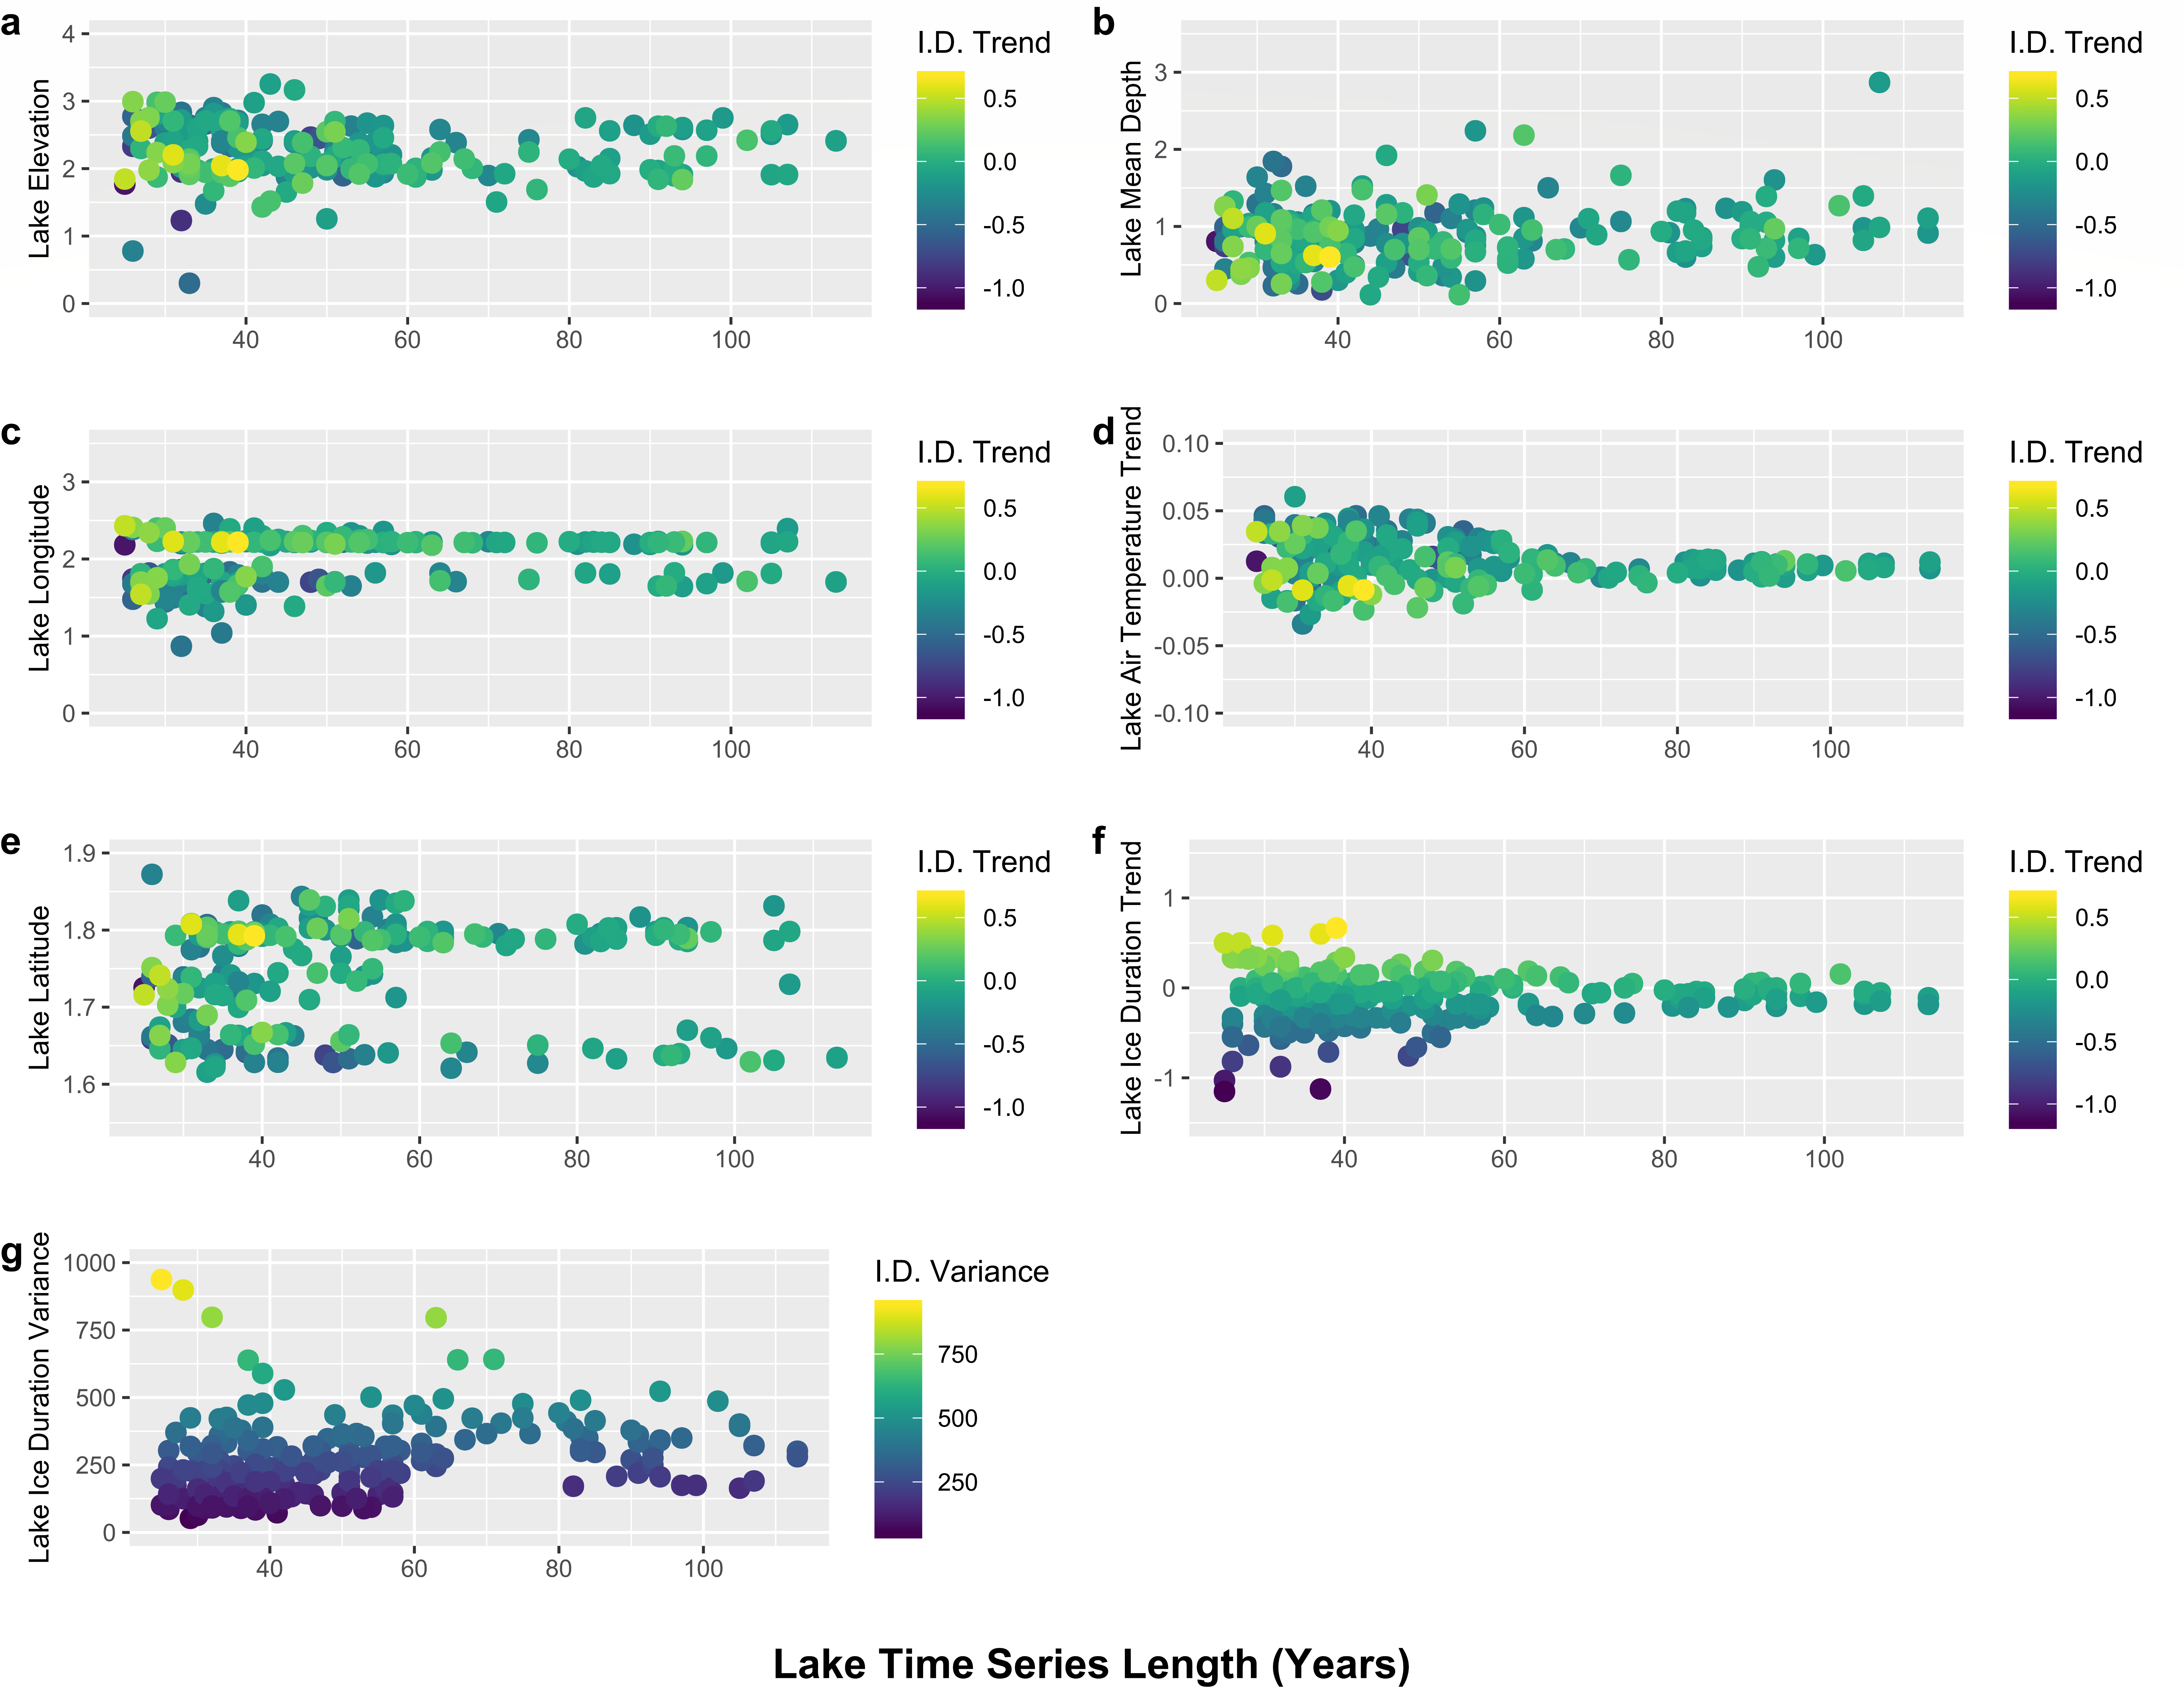 a
Lake Elevation
4
3
2
1
0
40 60 80 100
I.D. Trend
0.5
0.0
-0.5
-1.0
b
Lake Mean Depth
3
2
1
0
40 60 80 100
I.D. Trend
0.5
0.0
-0.5
-1.0
c
Lake Longitude
3
2
1
0
40 60 80 100
I.D. Trend
0.5
0.0
-0.5
-1.0
d
Lake Air Temperature Trend
0.10
0.05
0.00
-0.05
-0.10
40 60 80 100
I.D. Trend
0.5
0.0
-0.5
-1.0
e
Lake Latitude
1.9
1.8
1.7
1.6
40 60 80 100
I.D. Trend
0.5
0.0
-0.5
-1.0
f
Lake Ice Duration Trend
1
0
-1
40 60 80 100
I.D. Trend
0.5
0.0
-0.5
-1.0
g
Lake Ice Duration Variance
1000
750
500
250
0
40 60 80 100
I.D. Variance
750
500
250
Lake Time Series Length (Years)